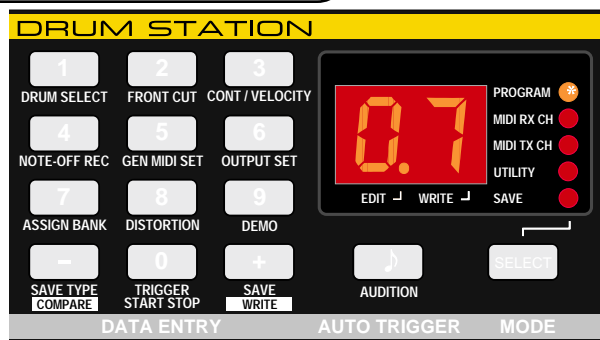 DRUM STATION
1 2 3
DRUM SELECT FRONT CUT CONT / VELOCITY
4 5 6
NOTE-OFF REC GEN MIDI SET OUTPUT SET
7 8 9
ASSIGN BANK DISTORTION DEMO
− 0 +
SAVE TYPE TRIGGER SAVE
COMPARE START STOP WRITE
DATA ENTRY
0.7
EDIT WRITE
PROGRAM
MIDI RX CH
MIDI TX CH
UTILITY
SAVE
♪ SELECT
AUDITION
AUTO TRIGGER MODE